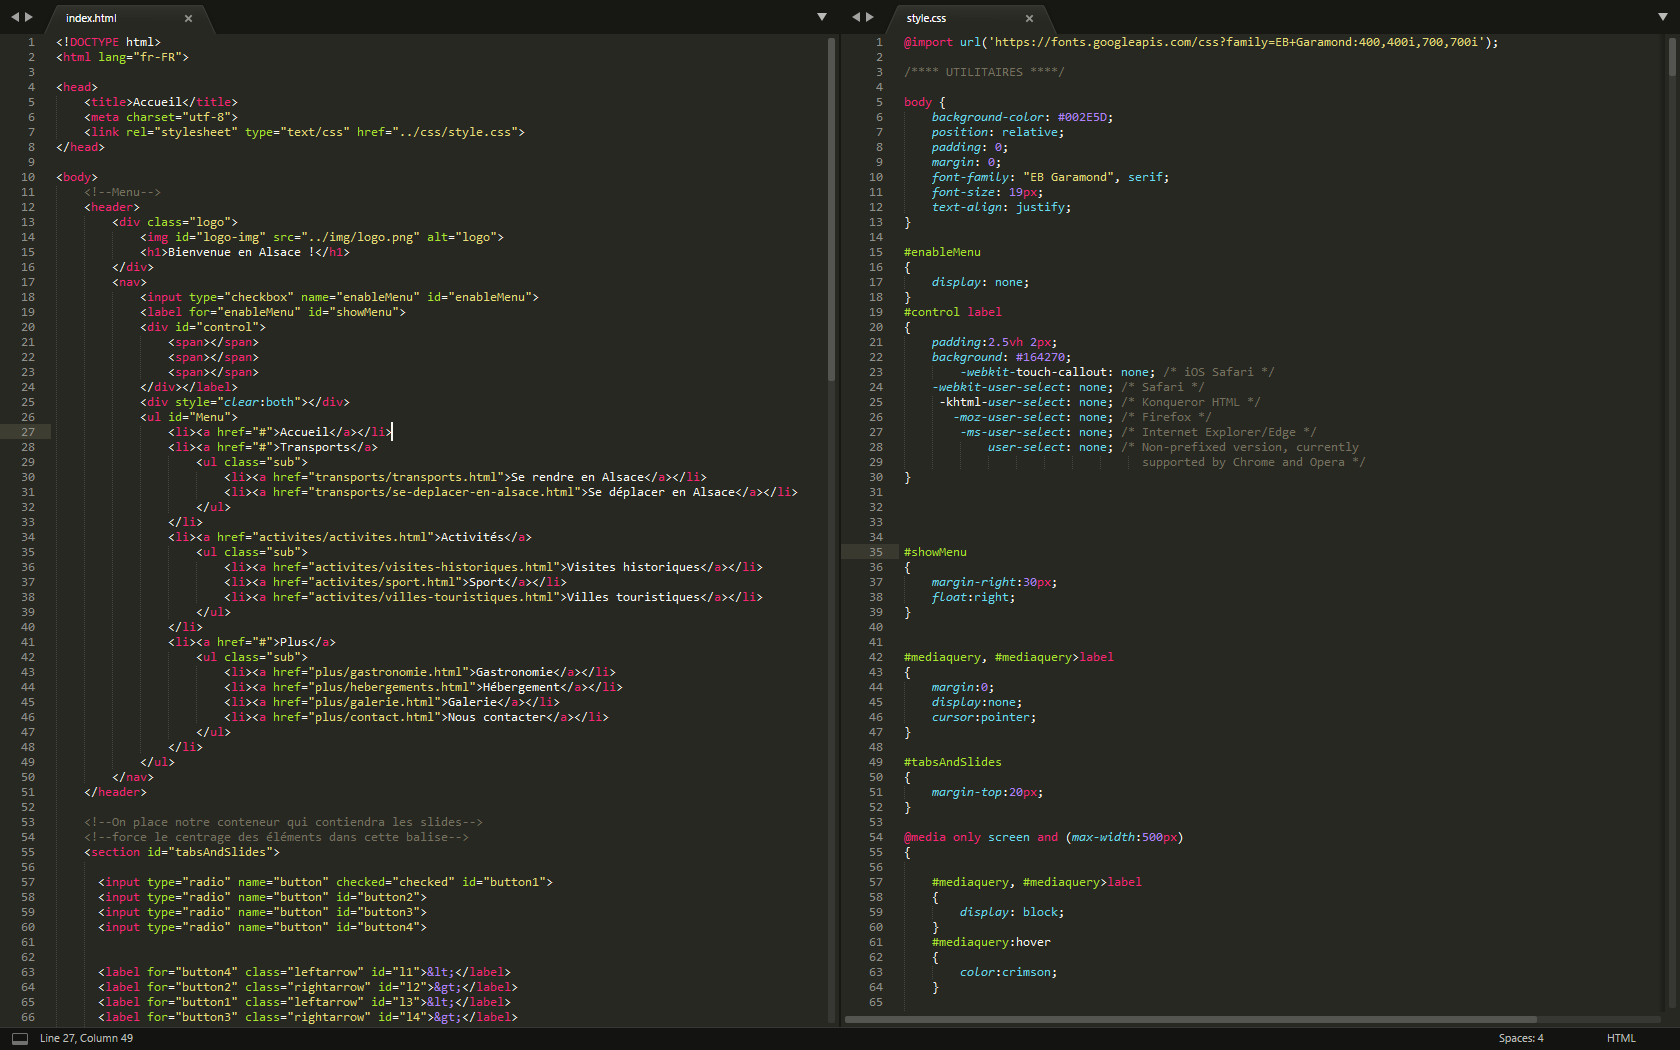 index.html ×
1 <!DOCTYPE html>
2 <html lang="fr-FR">
3
4 <head>
5     <title>Accueil</title>
6     <meta charset="utf-8">
7     <link rel="stylesheet" type="text/css" href="../css/style.css">
8 </head>
9
10 <body>
11     <!--Menu-->
12     <header>
13         <div class="logo">
14             <img id="logo-img" src="../img/logo.png" alt="logo">
15             <h1>Bienvenue en Alsace !</h1>
16         </div>
17         <nav>
18             <input type="checkbox" name="enableMenu" id="enableMenu">
19             <label for="enableMenu" id="showMenu">
20             <div id="control">
21                 <span></span>
22                 <span></span>
23                 <span></span>
24             </div></label>
25             <div style="clear:both"></div>
26             <ul id="Menu">
27                 <li><a href="#">Accueil</a></li>
28                 <li><a href="#">Transports</a>
29                     <ul class="sub">
30                         <li><a href="transports/transports.html">Se rendre en Alsace</a></li>
31                         <li><a href="transports/se-deplacer-en-alsace.html">Se déplacer en Alsace</a></li>
32                     </ul>
33                 </li>
34                 <li><a href="activites/activites.html">Activités</a>
35                     <ul class="sub">
36                         <li><a href="activites/visites-historiques.html">Visites historiques</a></li>
37                         <li><a href="activites/sport.html">Sport</a></li>
38                         <li><a href="activites/villes-touristiques.html">Villes touristiques</a></li>
39                     </ul>
40                 </li>
41                 <li><a href="#">Plus</a>
42                     <ul class="sub">
43                         <li><a href="plus/gastronomie.html">Gastronomie</a></li>
44                         <li><a href="plus/hebergements.html">Hébergement</a></li>
45                         <li><a href="plus/galerie.html">Galerie</a></li>
46                         <li><a href="plus/contact.html">Nous contacter</a></li>
47                     </ul>
48                 </li>
49             </ul>
50         </nav>
51     </header>
52
53     <!--On place notre conteneur qui contiendra les slides-->
54     <!--force le centrage des éléments dans cette balise-->
55     <section id="tabsAndSlides">
56
57       <input type="radio" name="button" checked="checked" id="button1">
58       <input type="radio" name="button" id="button2">
59       <input type="radio" name="button" id="button3">
60       <input type="radio" name="button" id="button4">
61
62
63       <label for="button4" class="leftarrow" id="l1">&lt;</label>
64       <label for="button2" class="rightarrow" id="l2">&gt;</label>
65       <label for="button1" class="leftarrow" id="l3">&lt;</label>
66       <label for="button3" class="rightarrow" id="l4">&gt;</label>
style.css ×
1 @import url('https://fonts.googleapis.com/css?family=EB+Garamond:400,400i,700,700i');
2
3 /**** UTILITAIRES ****/
4
5 body {
6     background-color: #002E5D;
7     position: relative;
8     padding: 0;
9     margin: 0;
10     font-family: "EB Garamond", serif;
11     font-size: 19px;
12     text-align: justify;
13 }
14
15 #enableMenu
16 {
17     display: none;
18 }
19 #control label
20 {
21     padding:2.5vh 2px;
22     background: #164270;
23         -webkit-touch-callout: none; /* iOS Safari */
24     -webkit-user-select: none; /* Safari */
25      -khtml-user-select: none; /* Konqueror HTML */
26        -moz-user-select: none; /* Firefox */
27         -ms-user-select: none; /* Internet Explorer/Edge */
28             user-select: none; /* Non-prefixed version, currently
29                                   supported by Chrome and Opera */
30 }
31
32
33
34
35 #showMenu
36 {
37     margin-right:30px;
38     float:right;
39 }
40
41
42 #mediaquery, #mediaquery>label
43 {
44     margin:0;
45     display:none;
46     cursor:pointer;
47 }
48
49 #tabsAndSlides
50 {
51     margin-top:20px;
52 }
53
54 @media only screen and (max-width:500px)
55 {
56
57     #mediaquery, #mediaquery>label
58     {
59         display: block;
60     }
61     #mediaquery:hover
62     {
63         color:crimson;
64     }
65
Line 27, Column 49
Spaces: 4
HTML